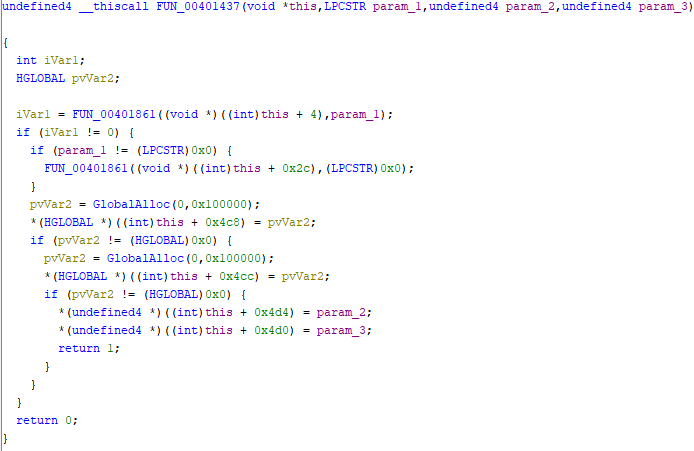 undefined4 __thiscall FUN_00401437(void *this,LPCSTR param_1,undefined4 param_2,undefined4 param_3)
{
int iVar1;
HGLOBAL pvVar2;
iVar1 = FUN_00401861((void *)((int)this + 4),param_1);
if (iVar1 != 0) {
if (param_1 != (LPCSTR)0x0) {
FUN_00401861((void *)((int)this + 0x2c),(LPCSTR)0x0);
}
pvVar2 = GlobalAlloc(0,0x100000);
*(HGLOBAL *)((int)this + 0x4c8) = pvVar2;
if (pvVar2 != (HGLOBAL)0x0) {
pvVar2 = GlobalAlloc(0,0x100000);
*(HGLOBAL *)((int)this + 0x4cc) = pvVar2;
if (pvVar2 != (HGLOBAL)0x0) {
*(undefined4 *)((int)this + 0x4d4) = param_2;
*(undefined4 *)((int)this + 0x4d0) = param_3;
return 1;
}
}
}
return 0;
}